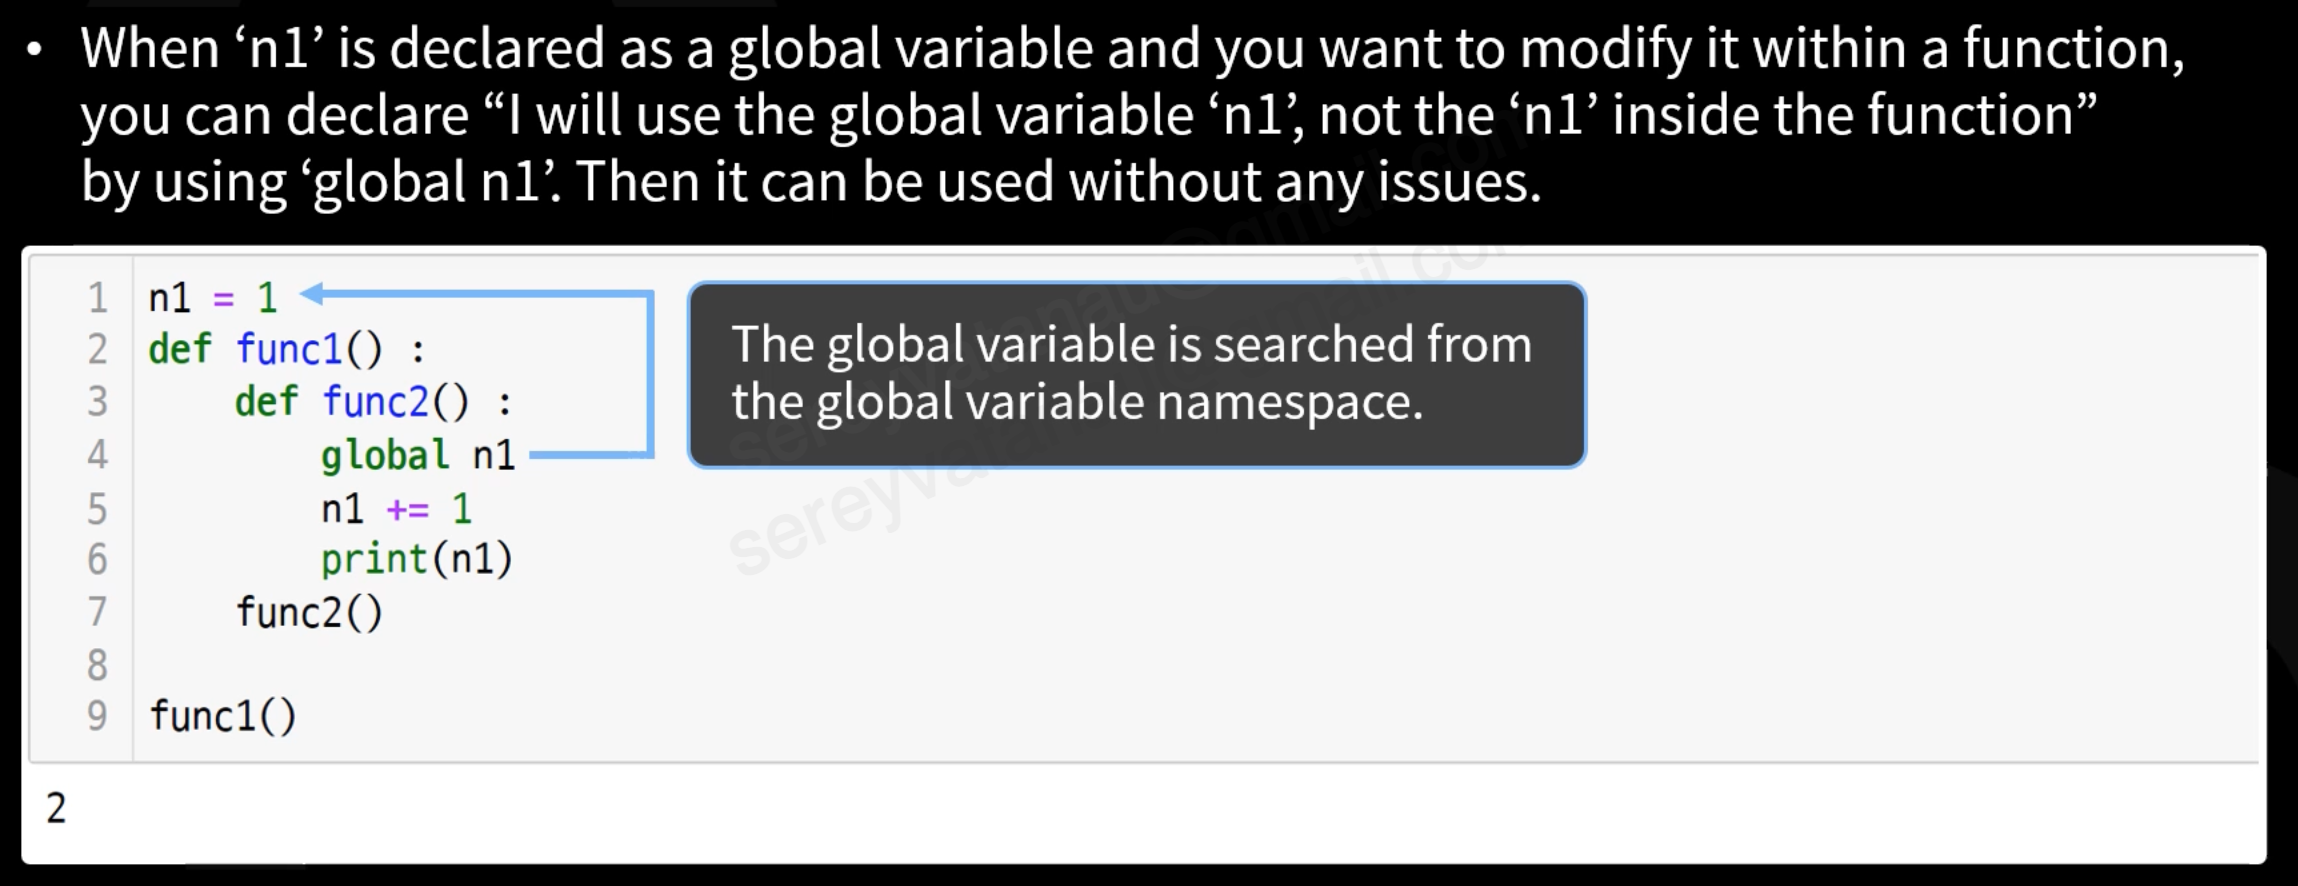 • When ‘n1’ is declared as a global variable and you want to modify it within a function,
you can declare “I will use the global variable ‘n1’, not the ‘n1’ inside the function”
by using ‘global n1’. Then it can be used without any issues.
1 n1 = 1
2 def func1() :
3     def func2() :
4         global n1
5         n1 += 1
6         print(n1)
7     func2()
8
9 func1()
The global variable is searched from
the global variable namespace.
2